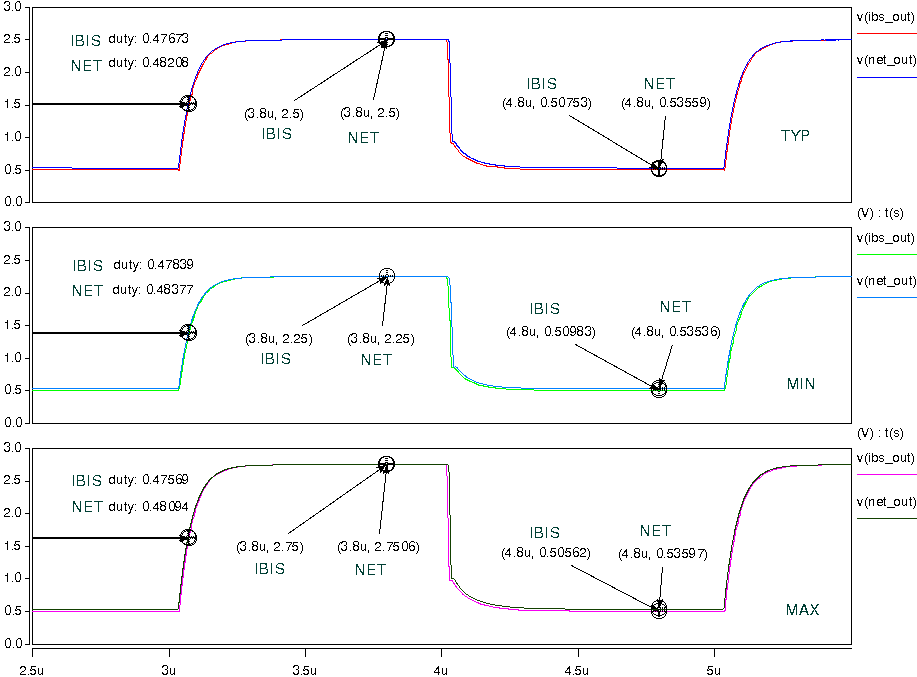 3.0
v(ibs_out)
IBIS duty: 0.47673
2.5
v(net_out)
NET duty: 0.48208
2.0
IBIS NET
(4.8u, 0.50753) (4.8u, 0.53559)
1.5
(3.8u, 2.5) (3.8u, 2.5)
IBIS NET
1.0
TYP
0.5
0.0
(V) : t(s)
3.0
v(ibs_out)
IBIS duty: 0.47839
2.5
v(net_out)
NET duty: 0.48377
2.0
IBIS NET
(4.8u, 0.50983) (4.8u, 0.53536)
1.5
(3.8u, 2.25) (3.8u, 2.25)
IBIS NET
1.0
MIN
0.5
0.0
(V) : t(s)
3.0
v(ibs_out)
IBIS duty: 0.47569
2.5
v(net_out)
NET duty: 0.48094
2.0
IBIS NET
(3.8u, 2.75) (3.8u, 2.7506) (4.8u, 0.50562) (4.8u, 0.53597)
1.5
IBIS NET
1.0
MAX
0.5
0.0
2.5u 3u 3.5u 4u 4.5u 5u